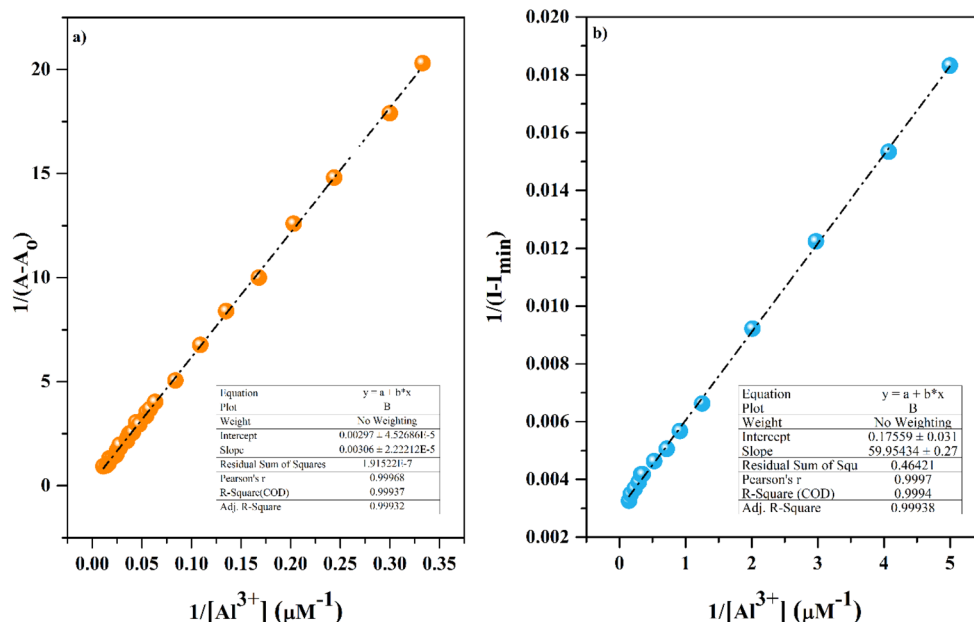 a)
20
15
10
5
0
1/(A-A0)
0.00 0.05 0.10 0.15 0.20 0.25 0.30 0.35
1/[Al3+] (μM-1)
Equation y = a + b*x
Plot B
Weight No Weighting
Intercept 0.00297 ± 4.52686E-5
Slope 0.00306 ± 2.22212E-5
Residual Sum of Squares 1.91522E-7
Pearson's r 0.99968
R-Square(COD) 0.99937
Adj. R-Square 0.99932
b)
0.020
0.018
0.016
0.014
0.012
0.010
0.008
0.006
0.004
0.002
0.000
1/(I-Imin)
0 1 2 3 4 5
1/[Al3+] (μM-1)
Equation y = a + b*x
Plot B
Weight No Weighting
Intercept 0.17559 ± 0.031
Slope 59.95434 ± 0.27
Residual Sum of Squ 0.46421
Pearson's r 0.9997
R-Square (COD) 0.9994
Adj. R-Square 0.99938